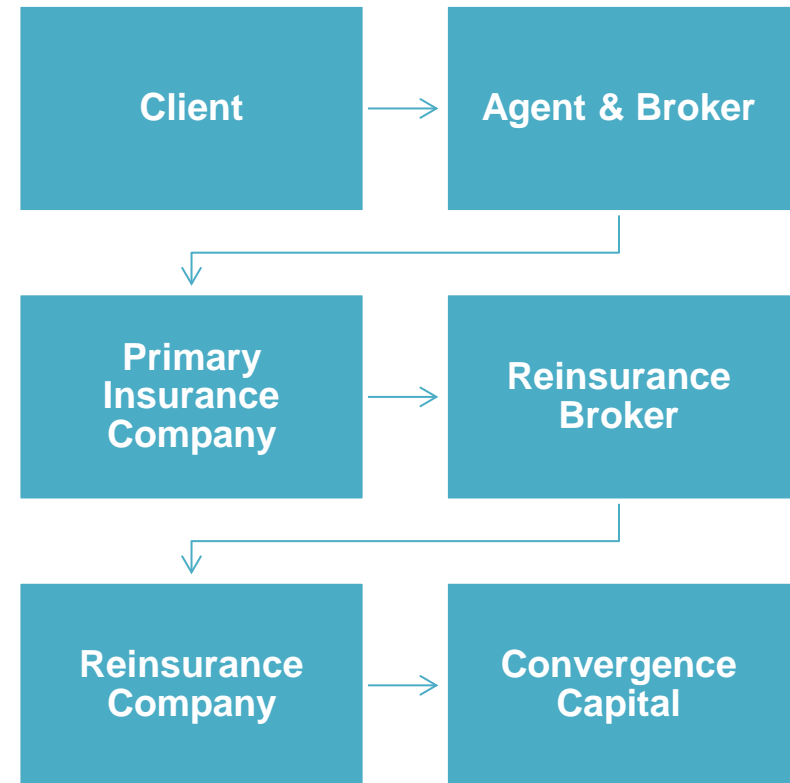 Client
Agent & Broker
Primary
Insurance
Company
Reinsurance
Broker
Reinsurance
Company
Convergence
Capital